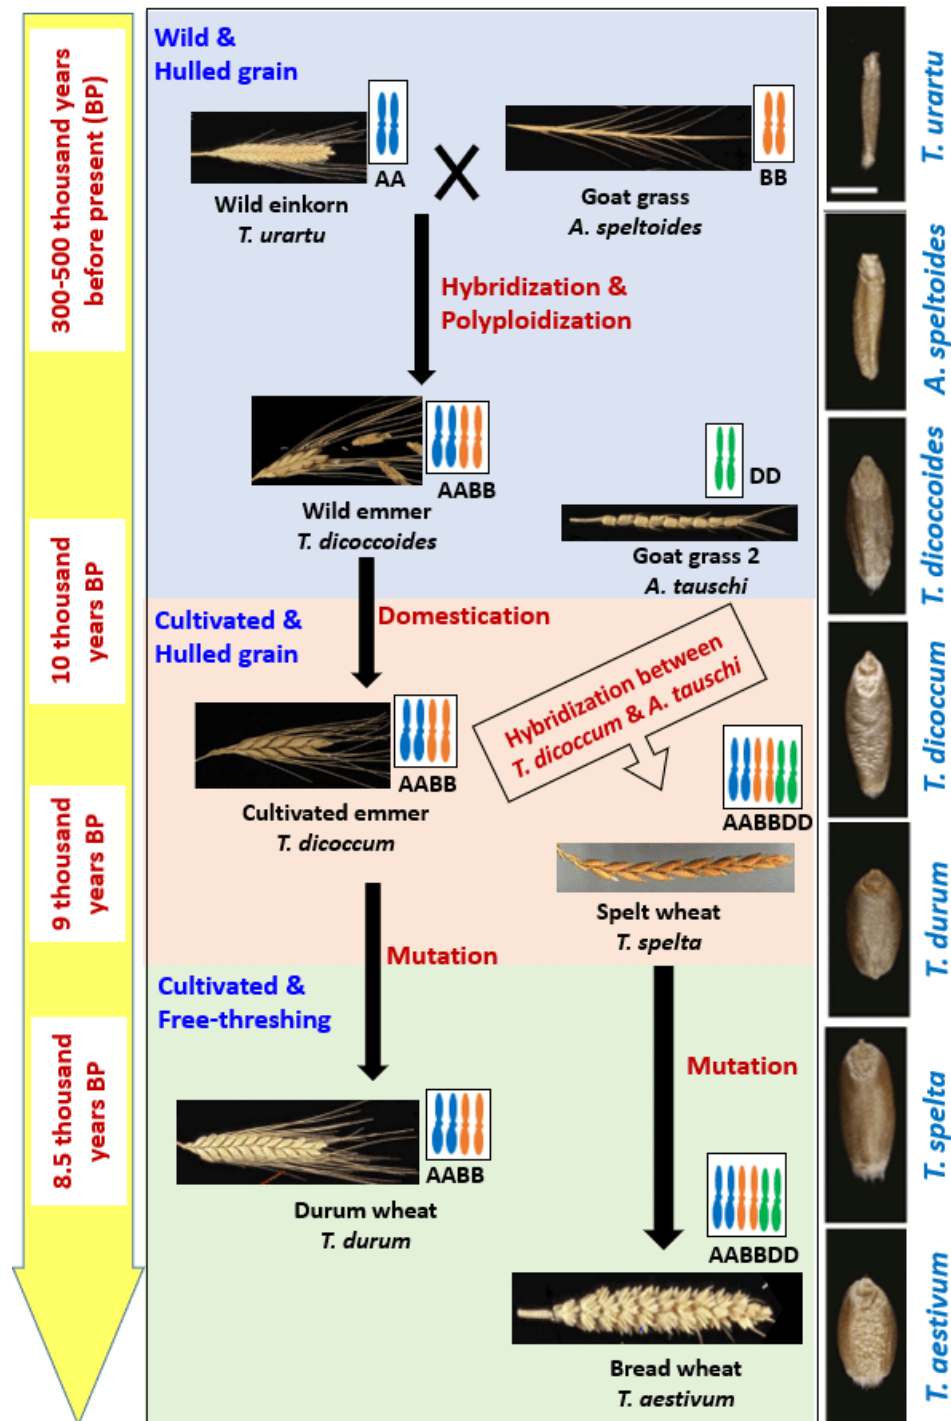 Wild &
Hulled grain
300-500 thousand years
before present (BP)
AA
BB
Wild einkorn
T. urartu
Goat grass
A. speltoides
Hybridization &
Polyploidization
AABB
DD
Wild emmer
T. dicoccoides
Goat grass 2
A. tauschi
10 thousand
years BP
Cultivated &
Hulled grain
Domestication
Hybridization between
T. dicoccum & A. tauschi
AABB
AABBDD
Cultivated emmer
T. dicoccum
9 thousand
years BP
Spelt wheat
T. spelta
Mutation
Cultivated &
Free-threshing
8.5 thousand
years BP
Mutation
AABB
Durum wheat
T. durum
AABBDD
Bread wheat
T. aestivum
T. urartu
A. speltoides
T. dicoccoides
T. dicoccum
T. durum
T. spelta
T. aestivum